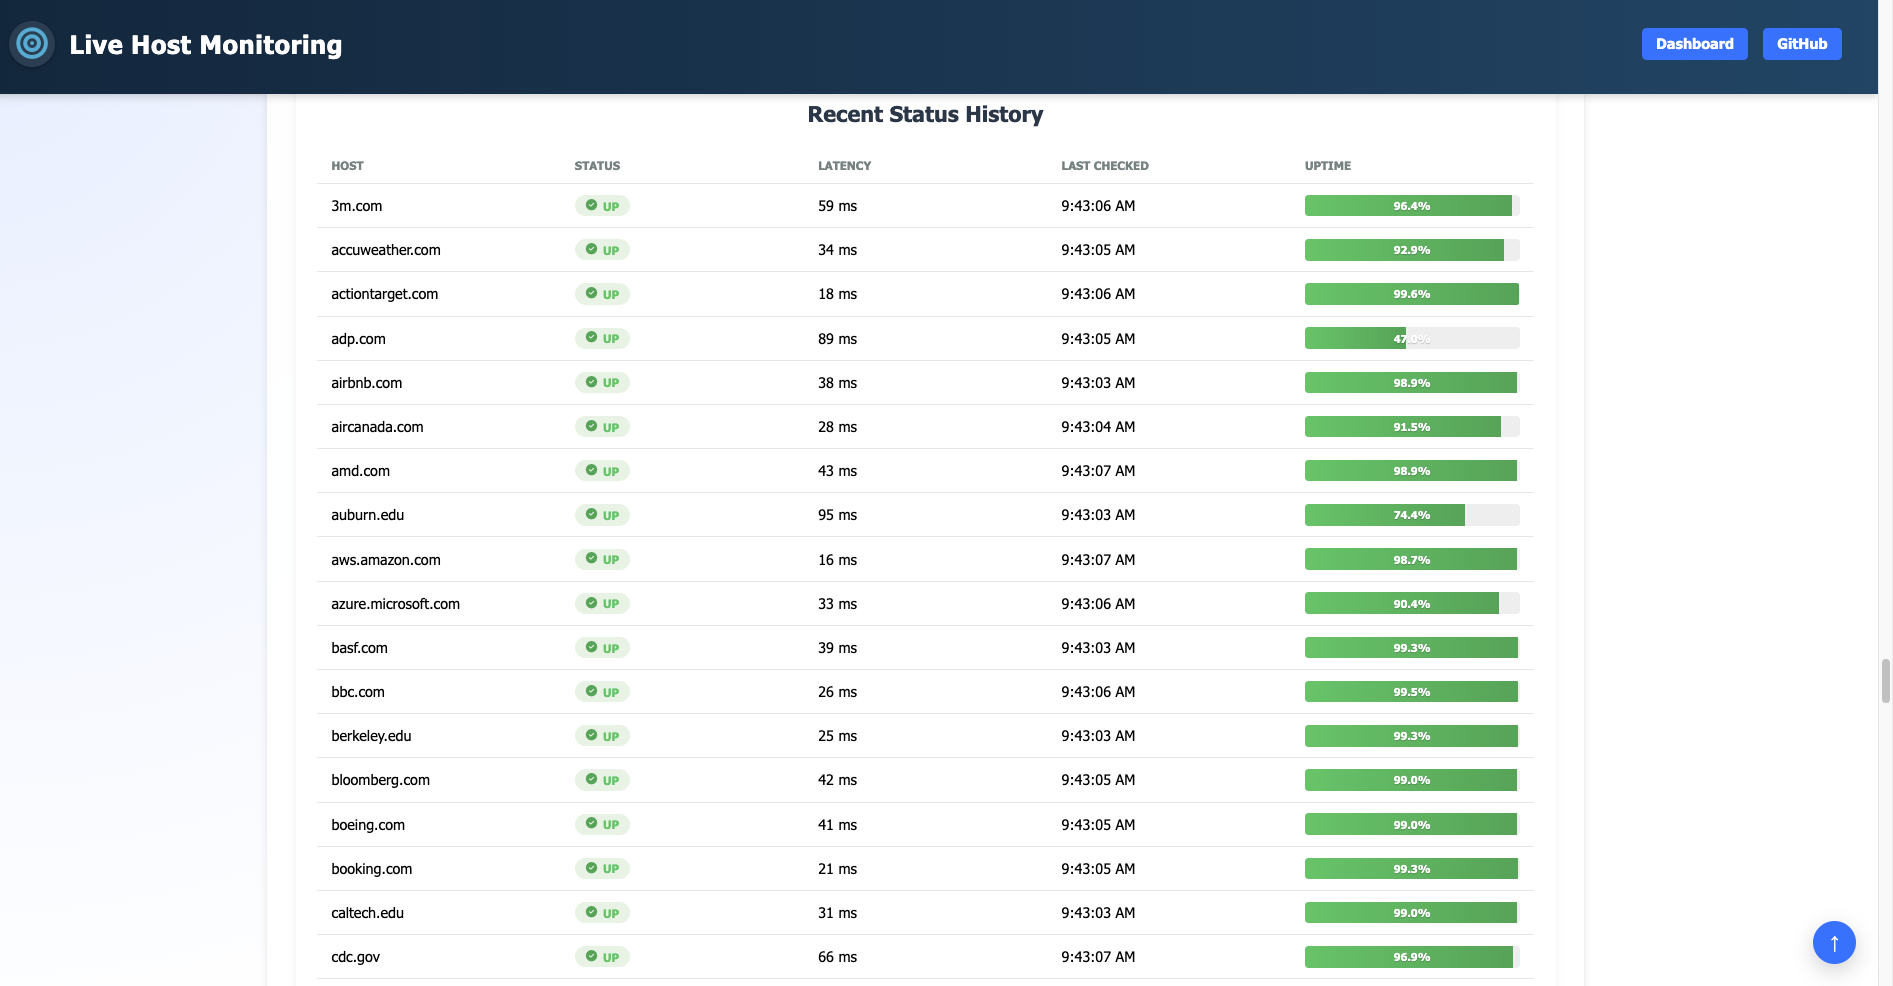 Live Host Monitoring
Dashboard GitHub
Recent Status History
HOST STATUS LATENCY LAST CHECKED UPTIME
3m.com UP 59 ms 9:43:06 AM 96.4%
accuweather.com UP 34 ms 9:43:05 AM 92.9%
actiontarget.com UP 18 ms 9:43:06 AM 99.6%
adp.com UP 89 ms 9:43:05 AM 47.0%
airbnb.com UP 38 ms 9:43:03 AM 98.9%
aircanada.com UP 28 ms 9:43:04 AM 91.5%
amd.com UP 43 ms 9:43:07 AM 98.9%
auburn.edu UP 95 ms 9:43:03 AM 74.4%
aws.amazon.com UP 16 ms 9:43:07 AM 98.7%
azure.microsoft.com UP 33 ms 9:43:06 AM 90.4%
basf.com UP 39 ms 9:43:03 AM 99.3%
bbc.com UP 26 ms 9:43:06 AM 99.5%
berkeley.edu UP 25 ms 9:43:03 AM 99.3%
bloomberg.com UP 42 ms 9:43:05 AM 99.0%
boeing.com UP 41 ms 9:43:05 AM 99.0%
booking.com UP 21 ms 9:43:05 AM 99.3%
caltech.edu UP 31 ms 9:43:03 AM 99.0%
cdc.gov UP 66 ms 9:43:07 AM 96.9%
↑